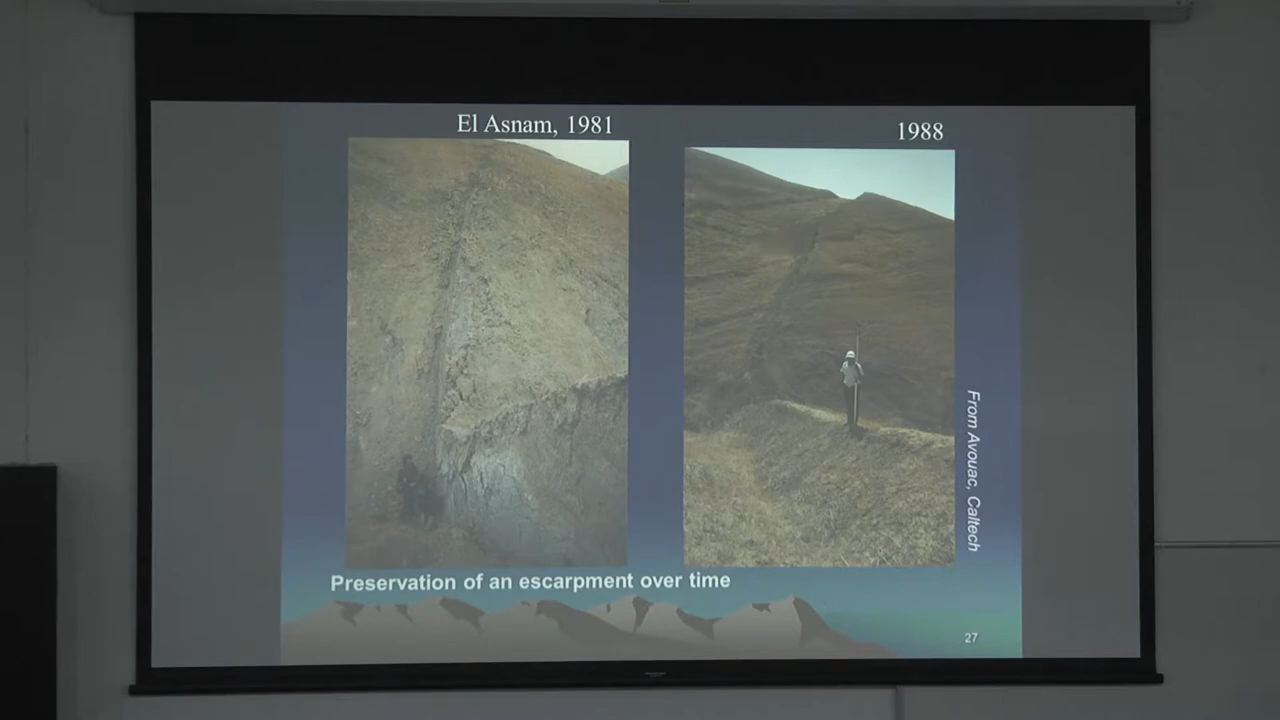 El Asnam, 1981
1988
From Avouac, Caltech
Preservation of an escarpment over time
27